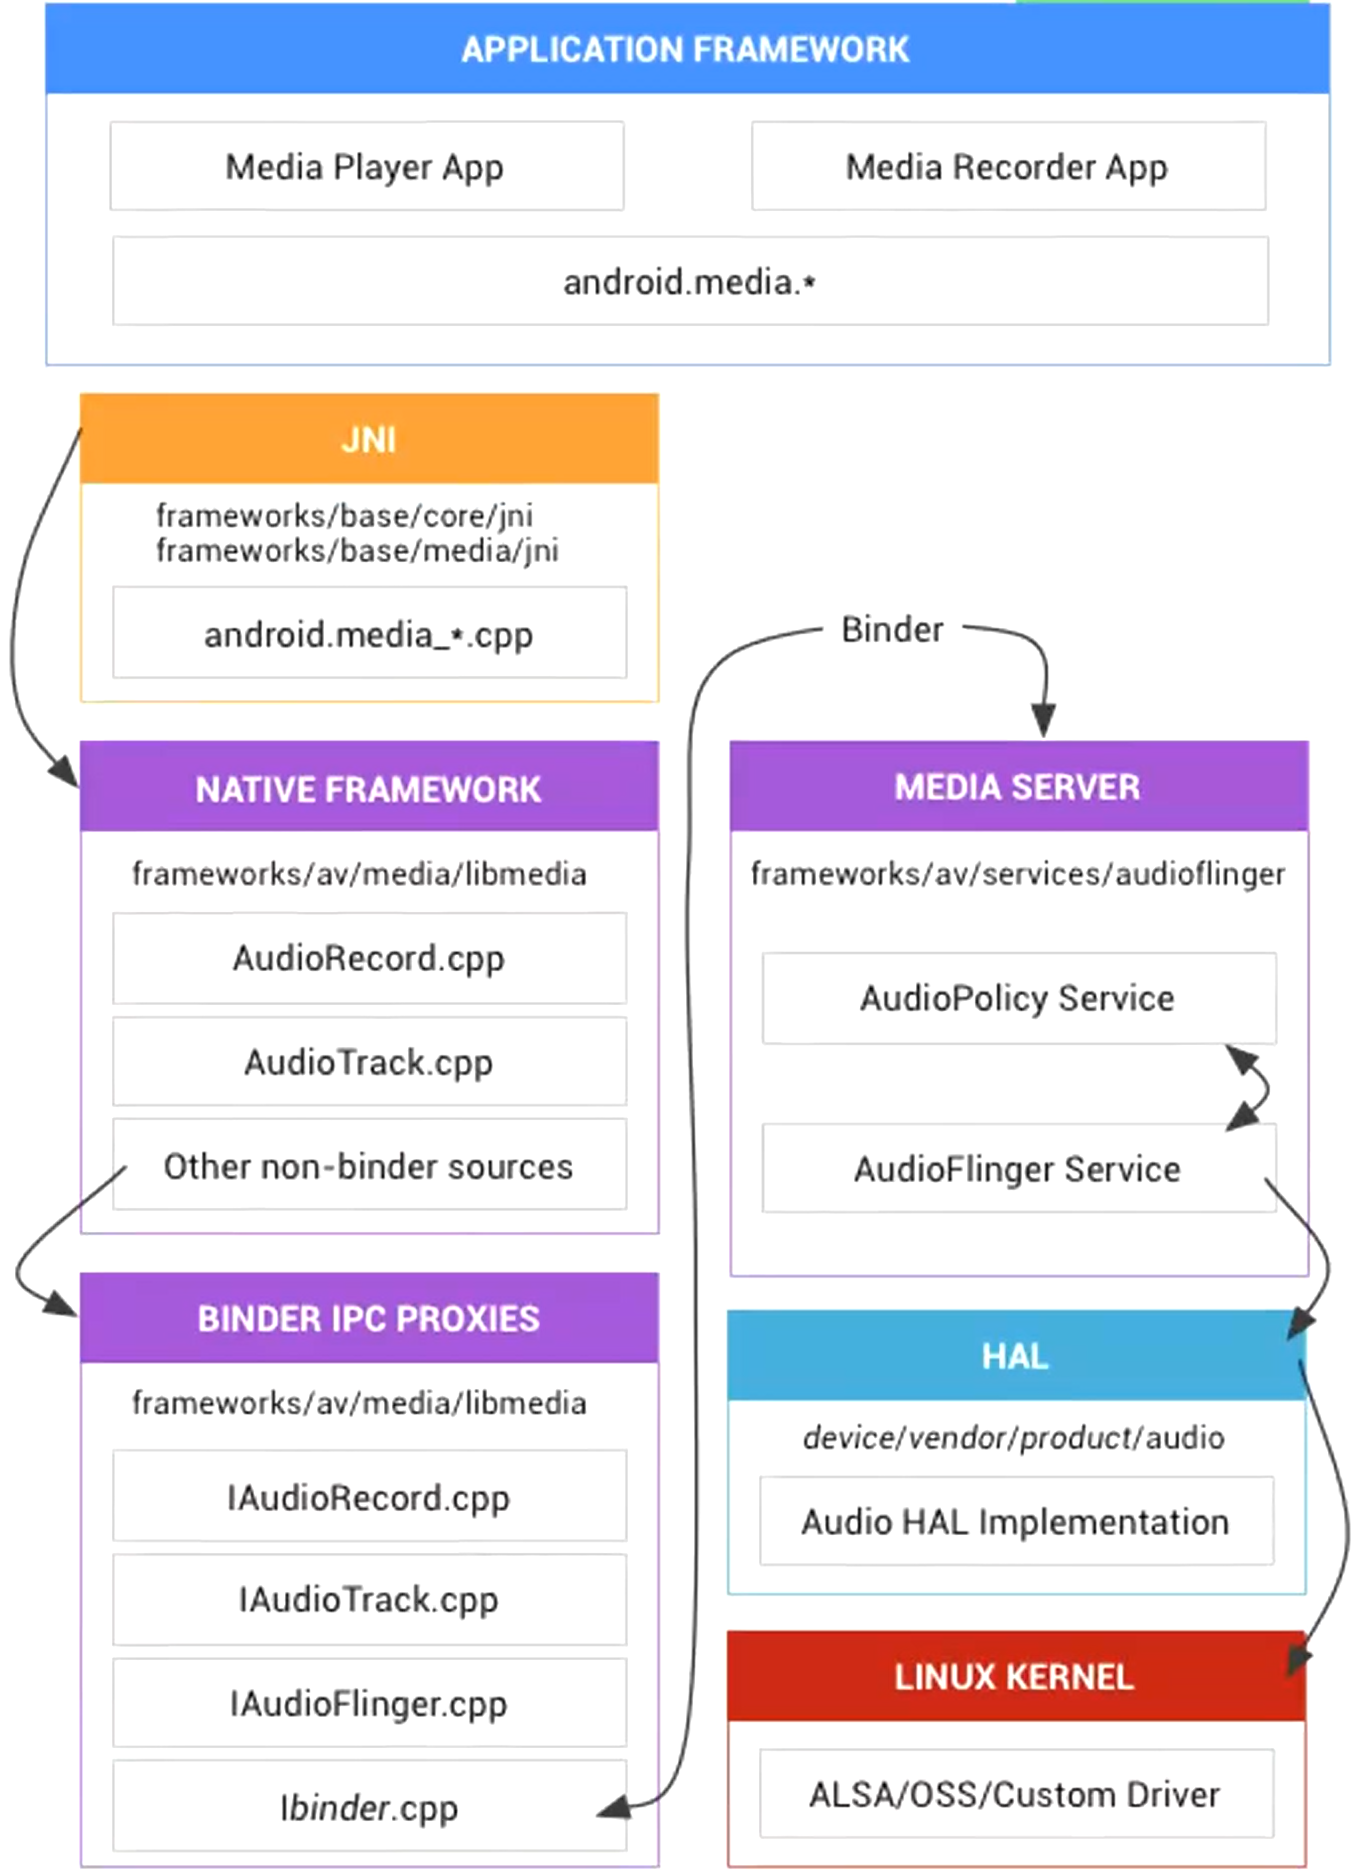 APPLICATION FRAMEWORK
Media Player App
Media Recorder App
android.media.*
JNI
frameworks/base/core/jni
frameworks/base/media/jni
android.media_*.cpp
Binder
NATIVE FRAMEWORK
frameworks/av/media/libmedia
AudioRecord.cpp
AudioTrack.cpp
Other non-binder sources
BINDER IPC PROXIES
frameworks/av/media/libmedia
IAudioRecord.cpp
IAudioTrack.cpp
IAudioFlinger.cpp
Ibinder.cpp
MEDIA SERVER
frameworks/av/services/audioflinger
AudioPolicy Service
AudioFlinger Service
HAL
device/vendor/product/audio
Audio HAL Implementation
LINUX KERNEL
ALSA/OSS/Custom Driver